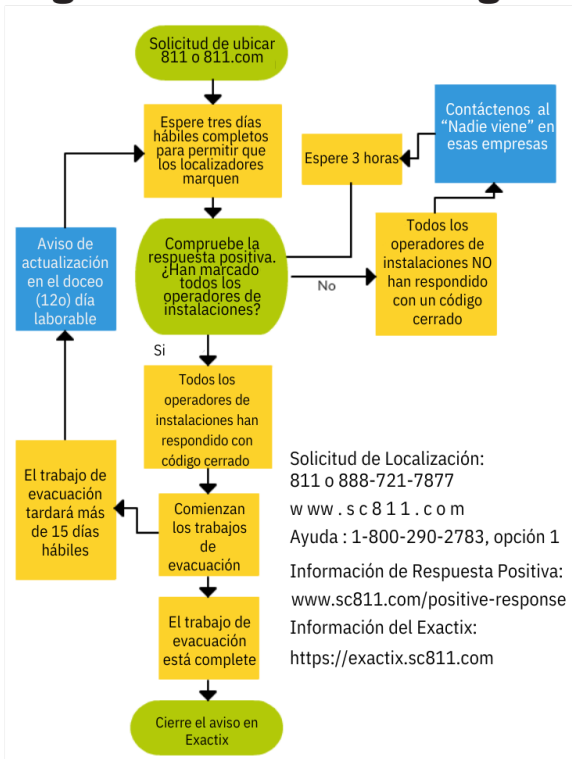 Solicitud de ubicar
811 o 811.com
Espere tres días
hábiles completos
para permitir que
los localizadores
marquen
Contáctenos al
“Nadie viene” en
esas empresas
Espere 3 horas
Compruebe la
respuesta positiva.
¿Han marcado
todos los
operadores de
instalaciones?
No
Todos los
operadores de
instalaciones NO
han respondido
con un código
cerrado
Aviso de
actualización
en el doceo
(12o) día
laborable
Si
Todos los
operadores de
instalaciones han
respondido con
código cerrado
El trabajo de
evacuación
tardará más
de 15 días
hábiles
Comienzan
los trabajos
de
evacuación
El trabajo de
evacuación
está complete
Cierre el aviso en
Exactix
Solicitud de Localización:
811 o 888-721-7877
www.sc811.com
Ayuda : 1-800-290-2783, opción 1
Información de Respuesta Positiva:
www.sc811.com/positive-response
Información del Exactix:
https://exactix.sc811.com